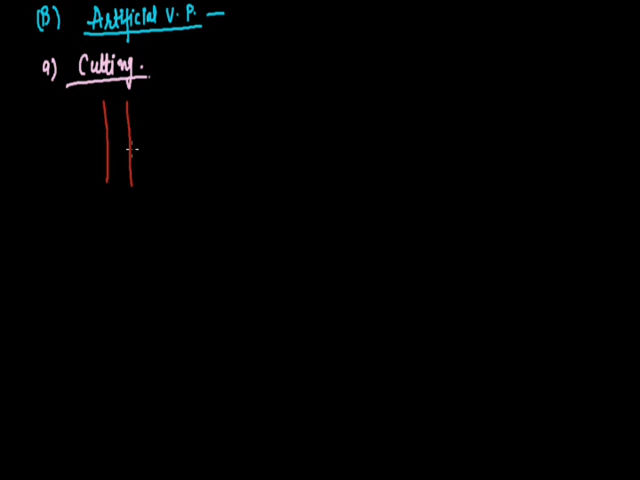 (B) Artificial V. P. —
a) Cutting.